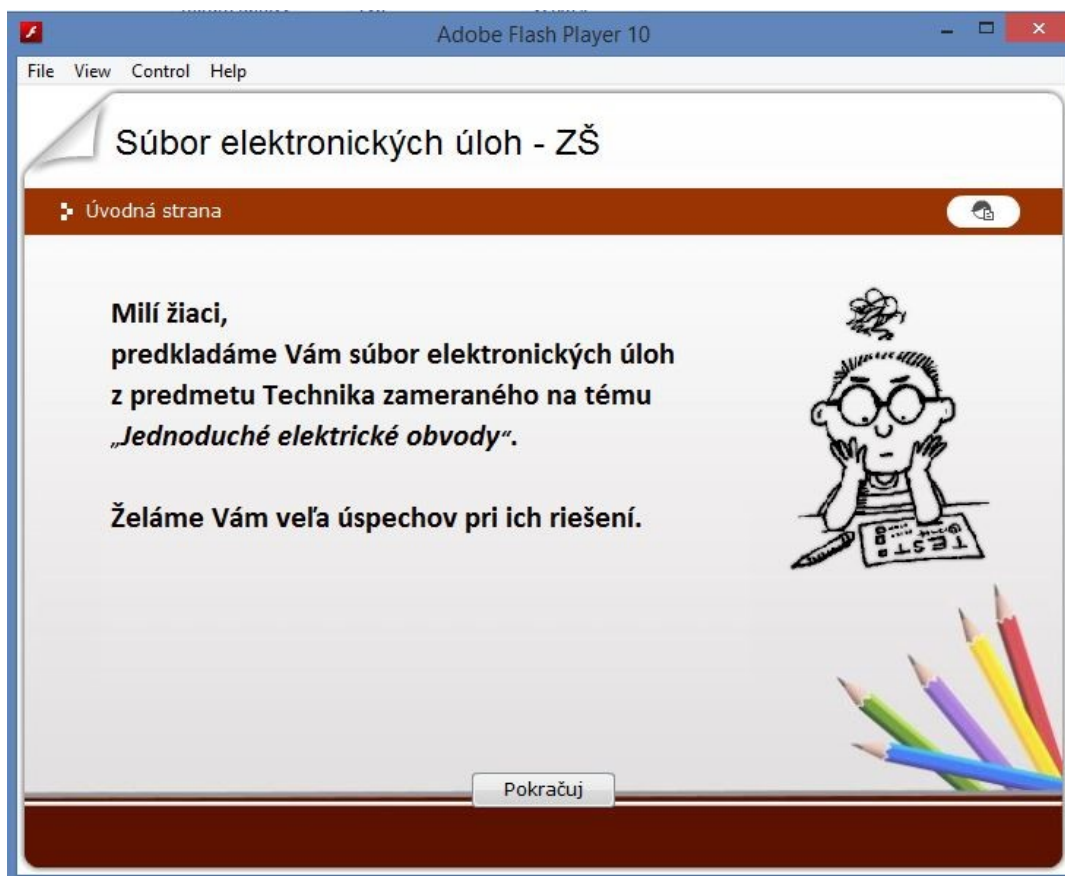 Adobe Flash Player 10
File View Control Help
Súbor elektronických úloh - ZŠ
Úvodná strana
Milí žiaci,
predkladáme Vám súbor elektronických úloh
z predmetu Technika zameraného na tému
„Jednoduché elektrické obvody“.
Želáme Vám veľa úspechov pri ich riešení.
TEST
Pokračuj